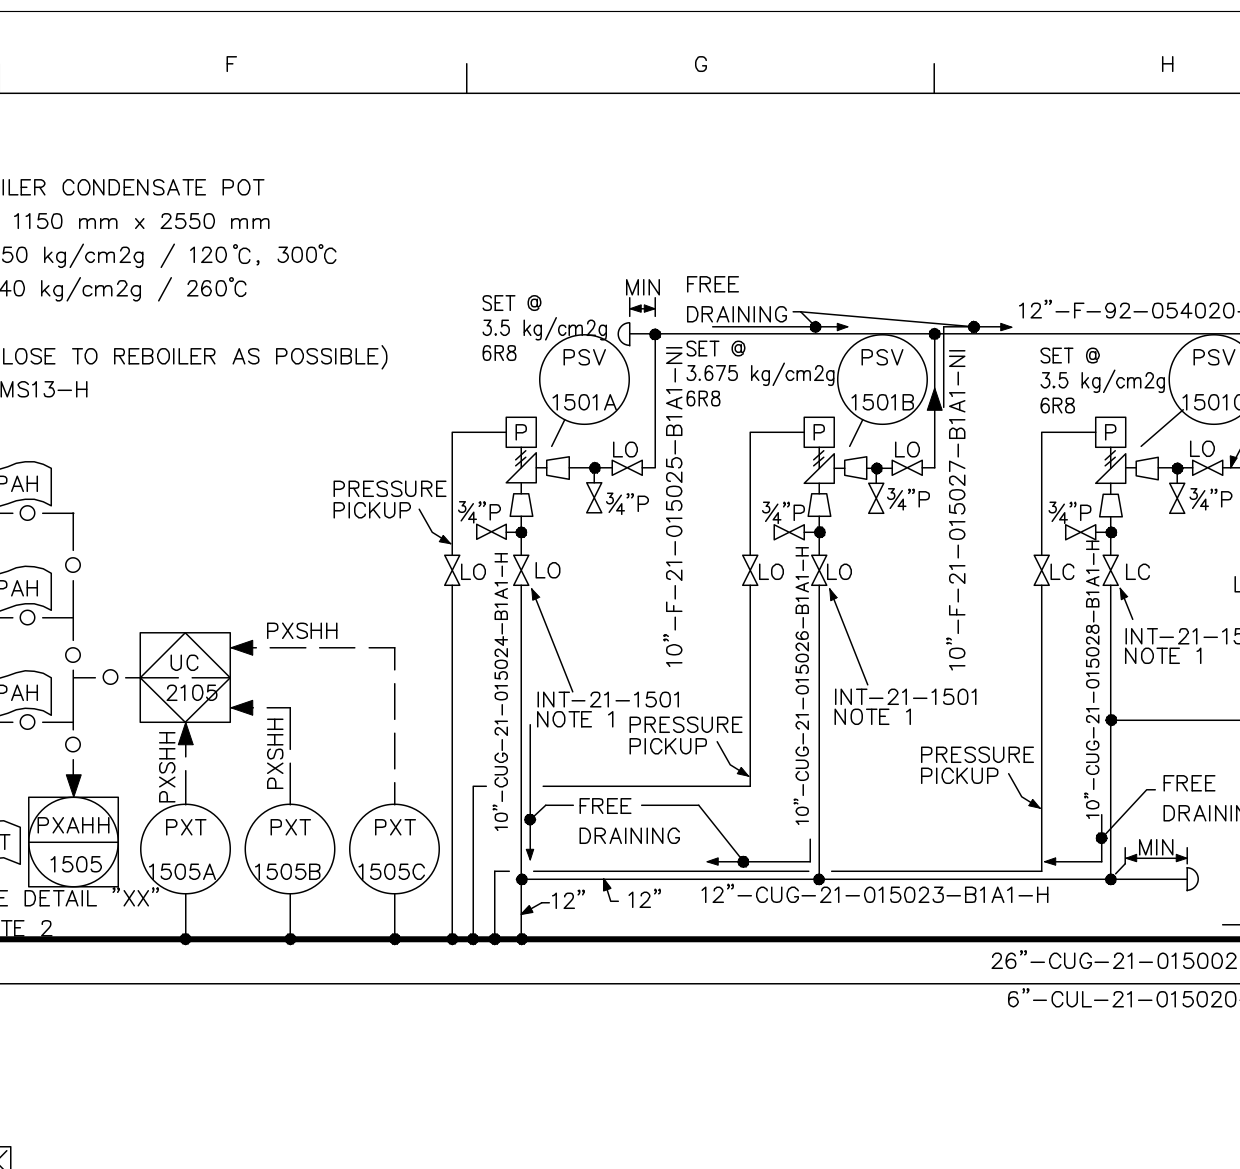 F
G
H
ILER CONDENSATE POT
1150 mm x 2550 mm
50 kg/cm2g / 120°C, 300°C
40 kg/cm2g / 260°C
LOSE TO REBOILER AS POSSIBLE)
MS13-H
SET @
3.5 kg/cm2g
6R8
MIN
FREE
DRAINING
12"-F-92-054020-
PSV
1501A
SET @
3.675 kg/cm2g
6R8
PSV
1501B
SET @
3.5 kg/cm2g
6R8
PSV
1501C
P
P
P
LO
LO
LO
3/4"P
3/4"P
3/4"P
3/4"P
3/4"P
3/4"P
PRESSURE
PICKUP
LO
LO
LO
LO
LC
LC
10"-CUG-21-015024-B1A1-H
10"-F-21-015025-B1A1-NI
10"-CUG-21-015026-B1A1-H
10"-F-21-015027-B1A1-NI
10"-CUG-21-015028-B1A1-H
INT-21-1501
NOTE 1
INT-21-1501
NOTE 1
INT-21-15
NOTE 1
PRESSURE
PICKUP
PRESSURE
PICKUP
FREE
DRAINING
FREE
DRAININ
MIN
PAH
PAH
PAH
UC
2105
PXSHH
PXSHH
PXSHH
PXAHH
1505
PXT
1505A
PXT
1505B
PXT
1505C
T
E DETAIL "XX"
TE 2
12"
12"
12"-CUG-21-015023-B1A1-H
26"-CUG-21-015002
6"-CUL-21-015020-